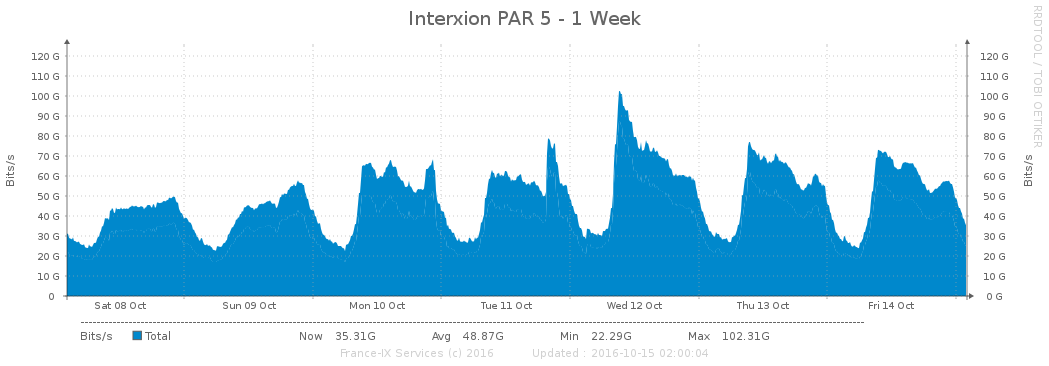 Interxion PAR 5 - 1 Week
RRDTOOL / TOBI OETIKER
Bits/s
Bits/s
120 G 120 G
110 G 110 G
100 G 100 G
90 G 90 G
80 G 80 G
70 G 70 G
60 G 60 G
50 G 50 G
40 G 40 G
30 G 30 G
20 G 20 G
10 G 10 G
0 0 G
Sat 08 Oct Sun 09 Oct Mon 10 Oct Tue 11 Oct Wed 12 Oct Thu 13 Oct Fri 14 Oct
Bits/s Total Now 35.31G Avg 48.87G Min 22.29G Max 102.31G
France-IX Services (c) 2016 Updated : 2016-10-15 02:00:04